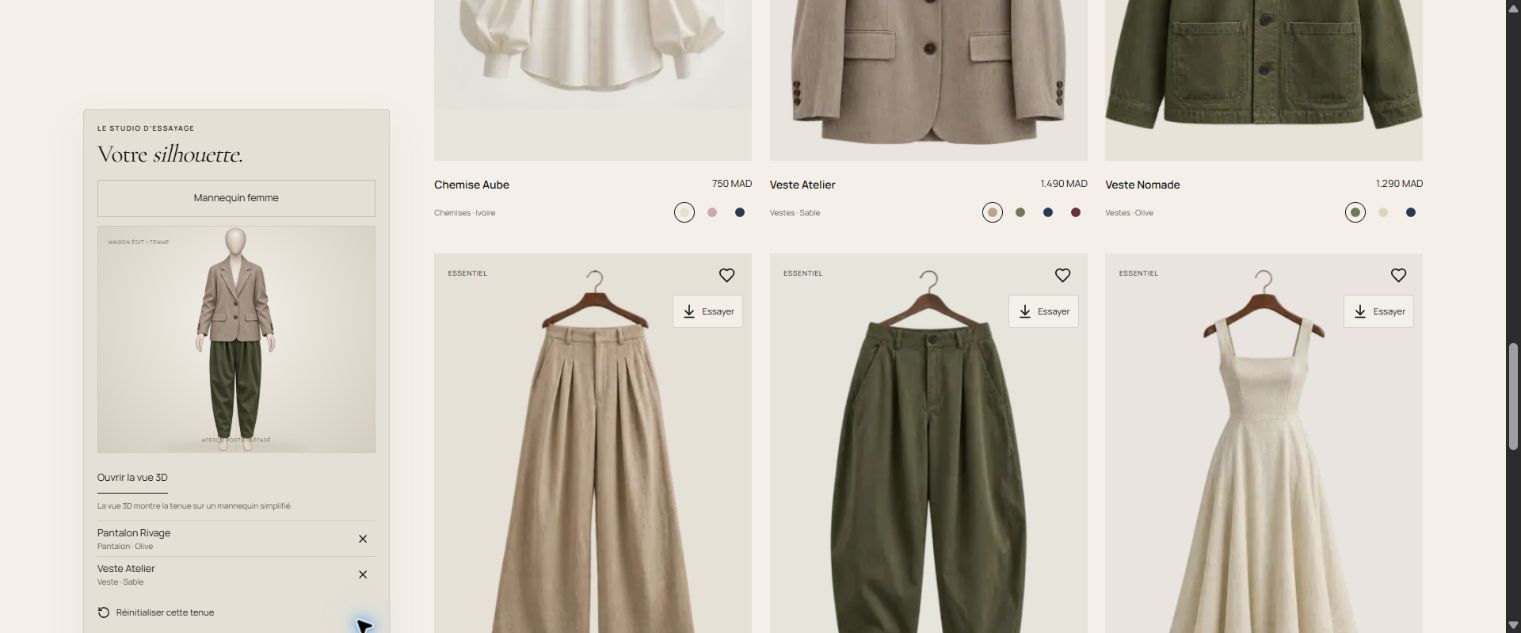 LE STUDIO D'ESSAYAGE
Votre silhouette.
Mannequin femme
MAISON ÉDIT / FEMME
Ouvrir la vue 3D
La vue 3D montre la tenue sur un mannequin simplifié.
Pantalon Rivage
Pantalon · Olive
Veste Atelier
Veste · Sable
Réinitialiser cette tenue
Chemise Aube 750 MAD
Chemises · Ivoire
Veste Atelier 1.490 MAD
Vestes · Sable
Veste Nomade 1.290 MAD
Vestes · Olive
ESSENTIEL
Essayer
ESSENTIEL
Essayer
ESSENTIEL
Essayer